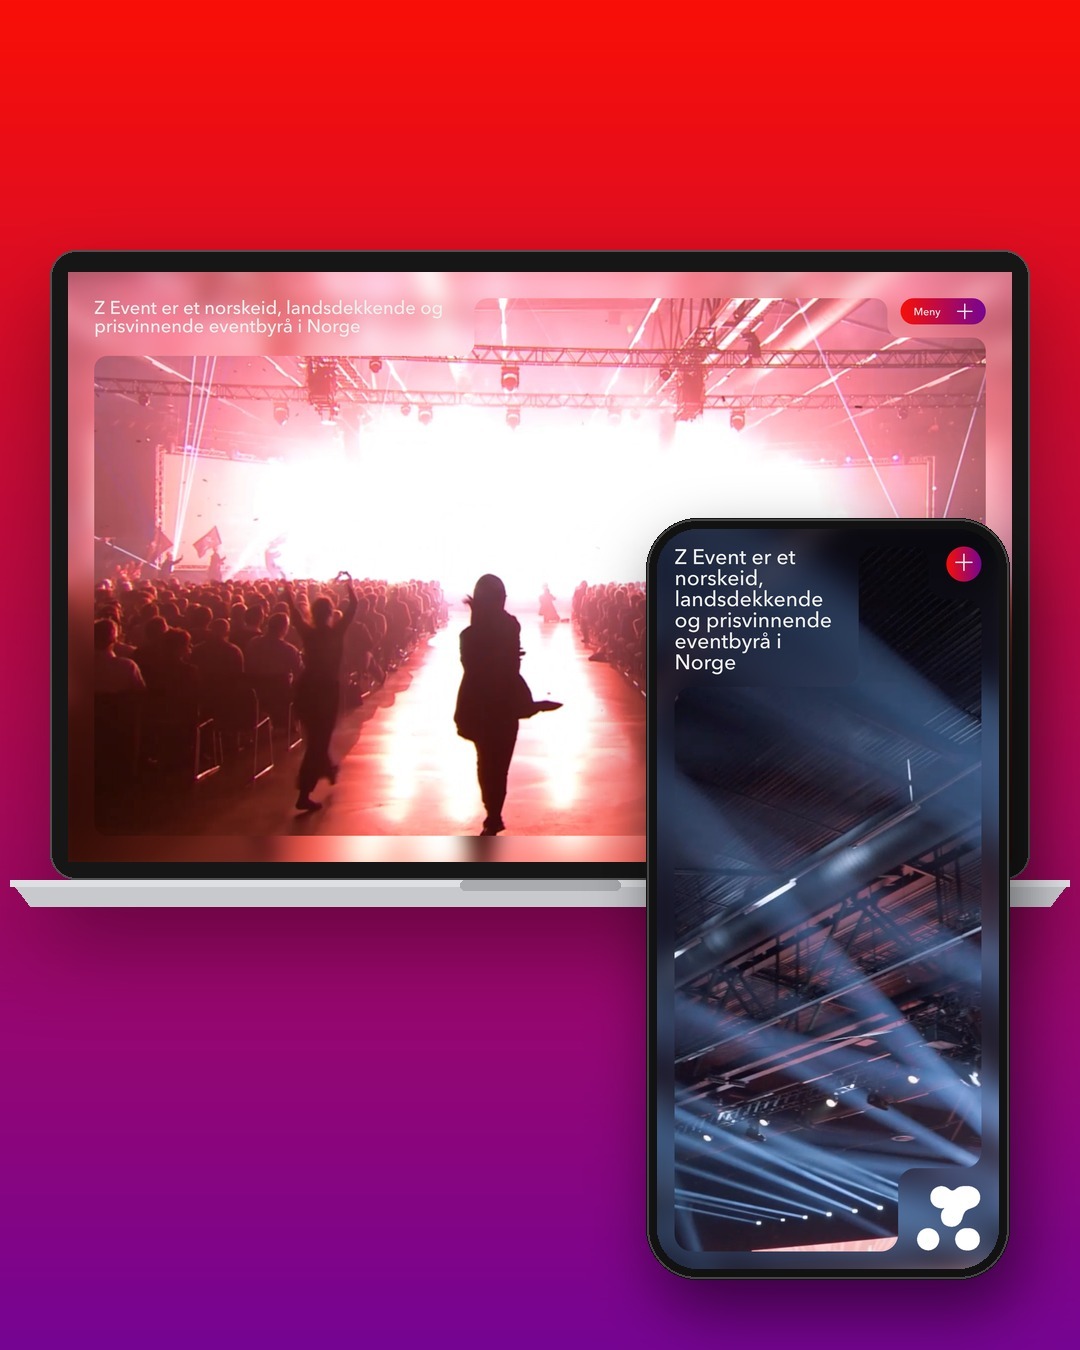 Z Event er et norskeid, landsdekkende og
prisvinnende eventbyrå i Norge
Meny
Z Event er et
norskeid,
landsdekkende
og prisvinnende
eventbyrå i
Norge